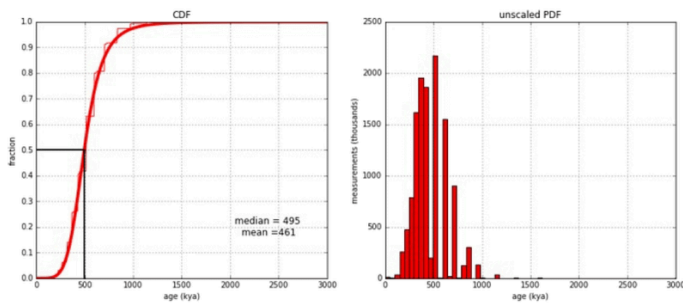 CDF
1.0
0.9
0.8
0.7
0.6
0.5
0.4
0.3
0.2
0.1
0.0
fraction
median = 495
mean =461
0 500 1000 1500 2000 2500 3000
age (kya)
unscaled PDF
2500
2000
1500
1000
500
0
measurements (thousands)
0 500 1000 1500 2000 2500 3000
age (kya)